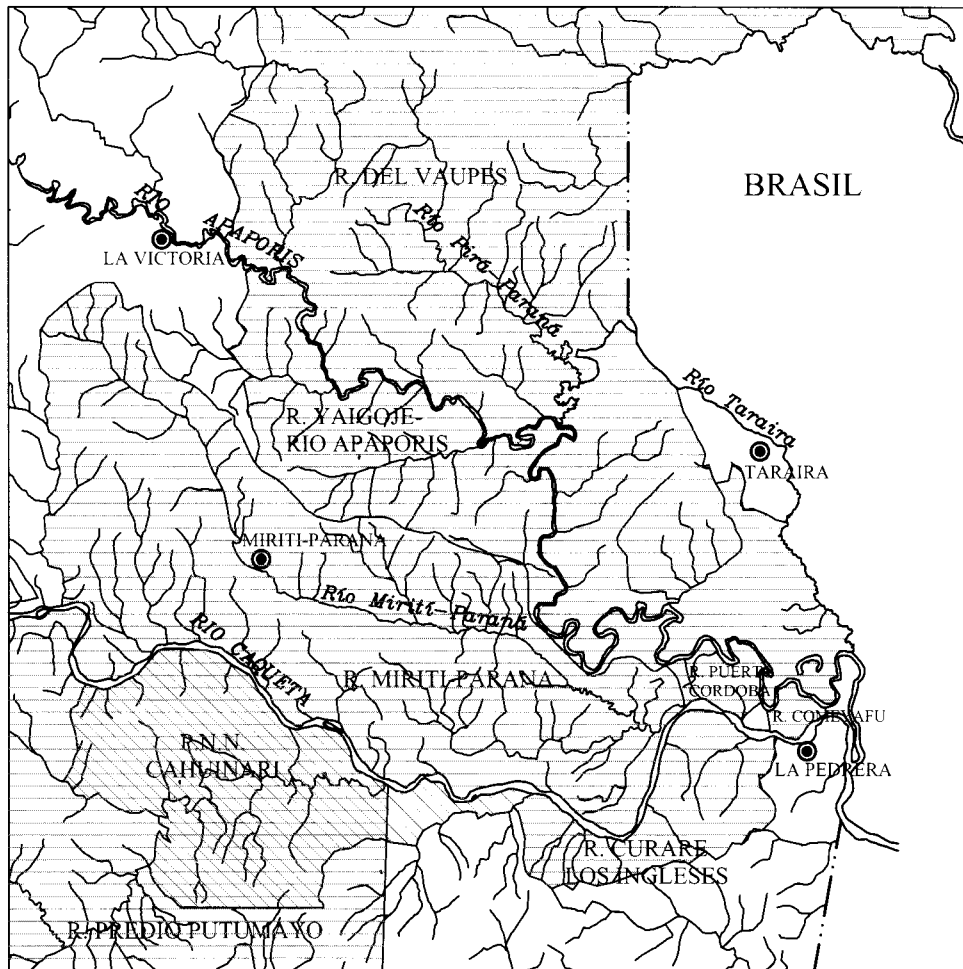 R. DEL VAUPES
BRASIL
RIO APAPORIS
Río Pirá-Paraná
LA VICTORIA
Río Taraira
R. YAIGOJE-
RIO APAPORIS
TARAIRA
MIRITI-PARANA
Río Mirití-Paraná
RIO CAQUETA
R. MIRITI-PARANA
R. PUERTO
CORDOBA
R. COMEYAFU
P.N.N.
CAHUINARI
LA PEDRERA
R. CURARE
LOS INGLESES
R. PREDIO PUTUMAYO